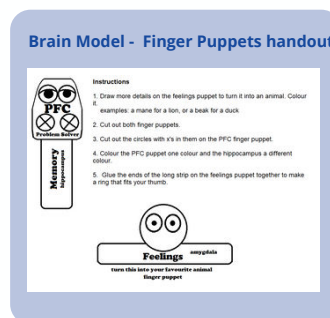 Brain Model - Finger Puppets handout
Instructions
1. Draw more details on the feelings puppet to turn it into an animal. Colour
it.
examples: a mane for a lion, or a beak for a duck
2. Cut out both finger puppets.
3. Cut out the circles with x's in them on the PFC finger puppet.
4. Colour the PFC puppet one colour and the hippocampus a different
colour.
5. Glue the ends of the long strip on the feelings puppet together to make
a ring that fits your thumb.
PFC
Problem Solver
Memory
hippocampus
Feelings amygdala
turn this into your favourite animal
finger puppet